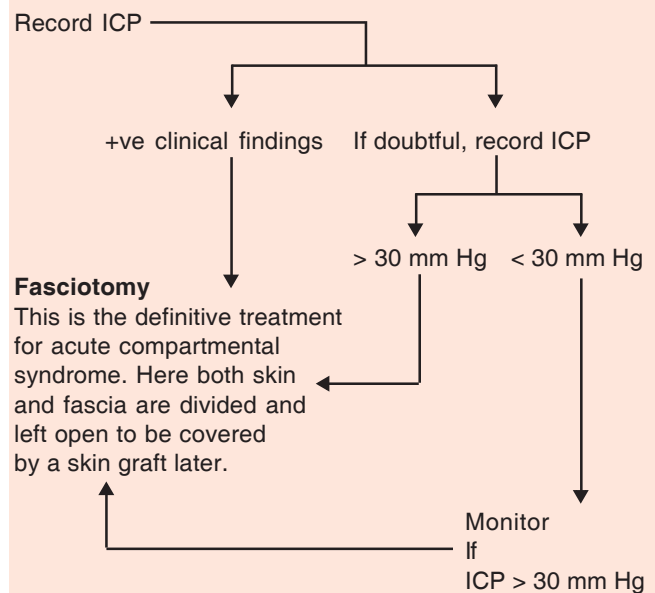 Record ICP
+ve clinical findings
If doubtful, record ICP
> 30 mm Hg
< 30 mm Hg
Fasciotomy
This is the definitive treatment
for acute compartmental
syndrome. Here both skin
and fascia are divided and
left open to be covered
by a skin graft later.
Monitor
If
ICP > 30 mm Hg